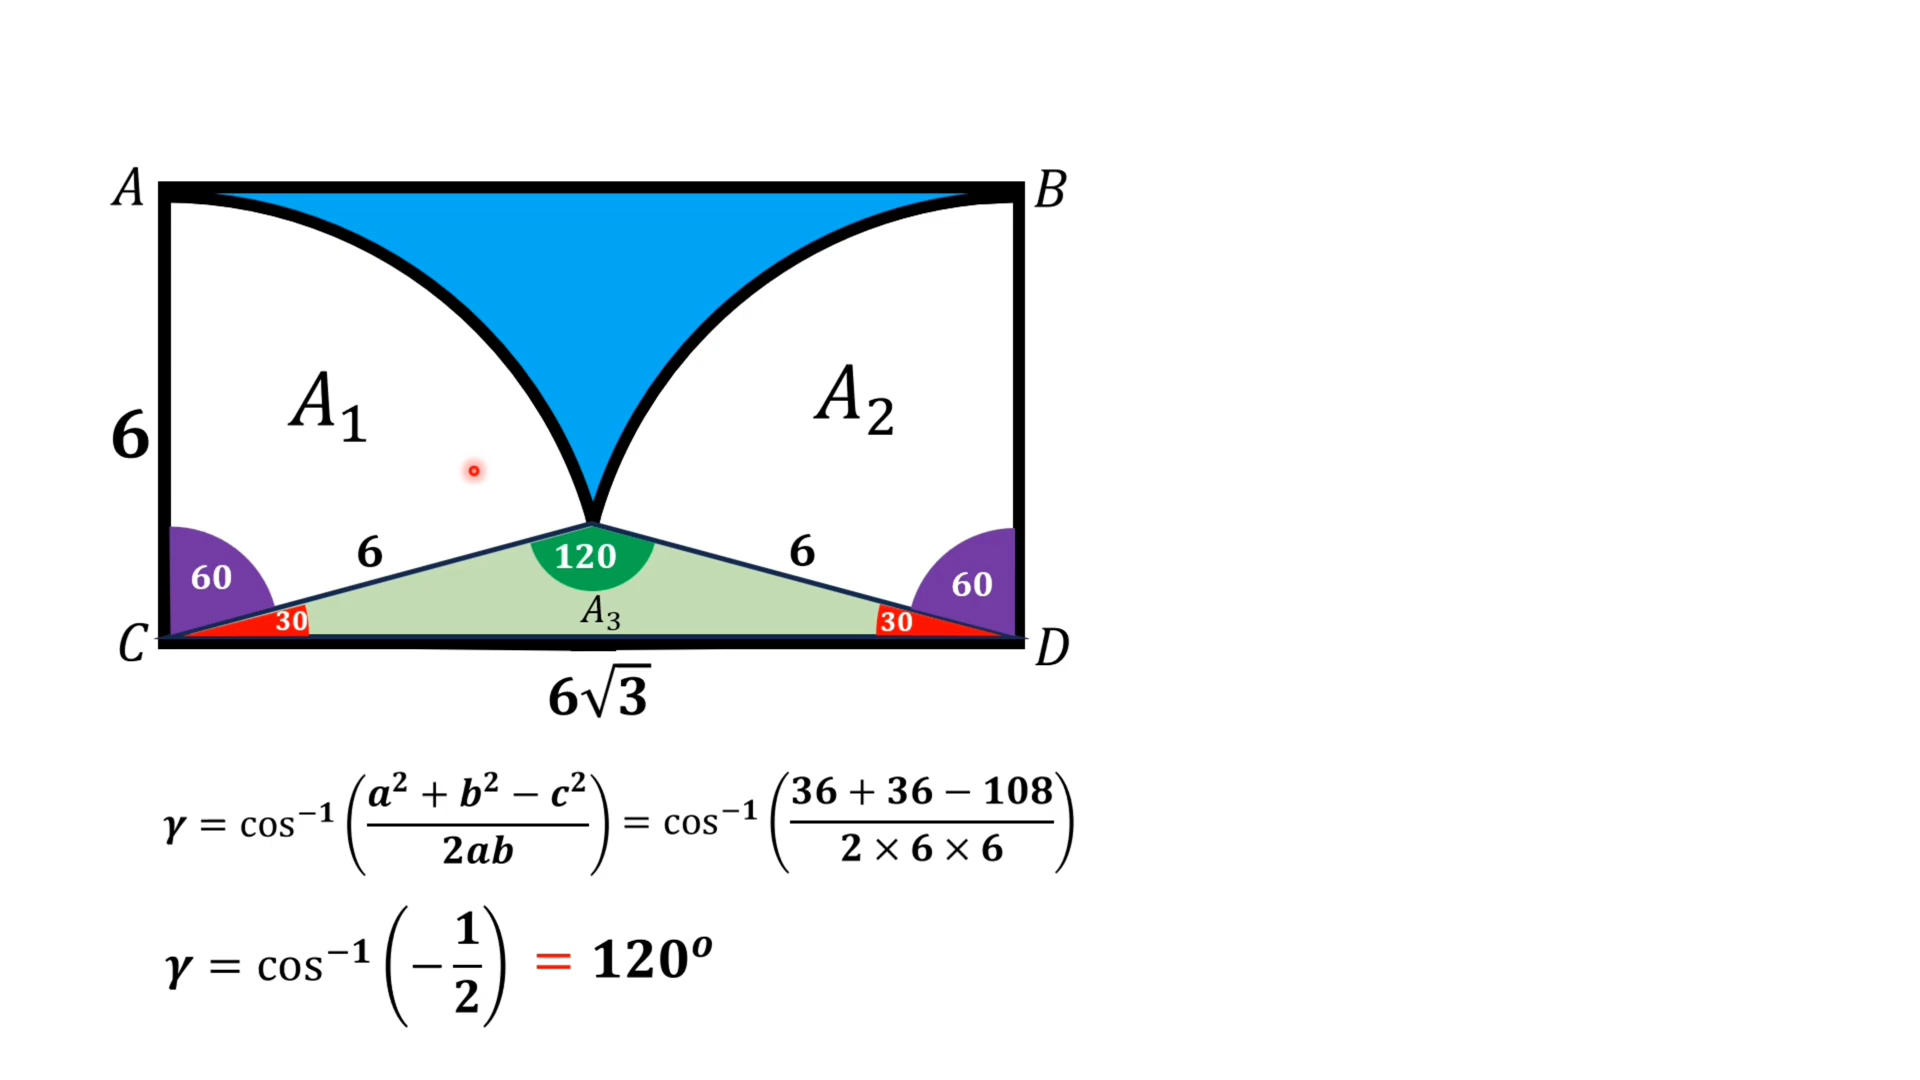 A B
A₁ A₂
6
60 6 120 6 60
30 A₃ 30
C D
6√3
γ = cos⁻¹((a² + b² − c²)/(2ab)) = cos⁻¹((36 + 36 − 108)/(2 × 6 × 6))
γ = cos⁻¹(−1/2) = 120ᵒ